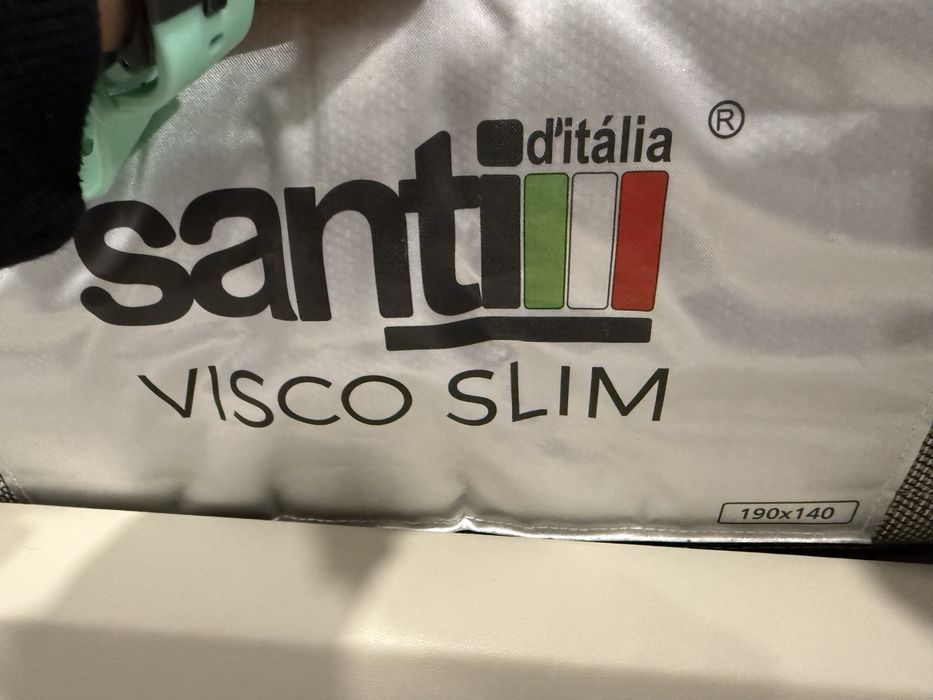 d'itália ®
santi
VISCO SLIM
190x140